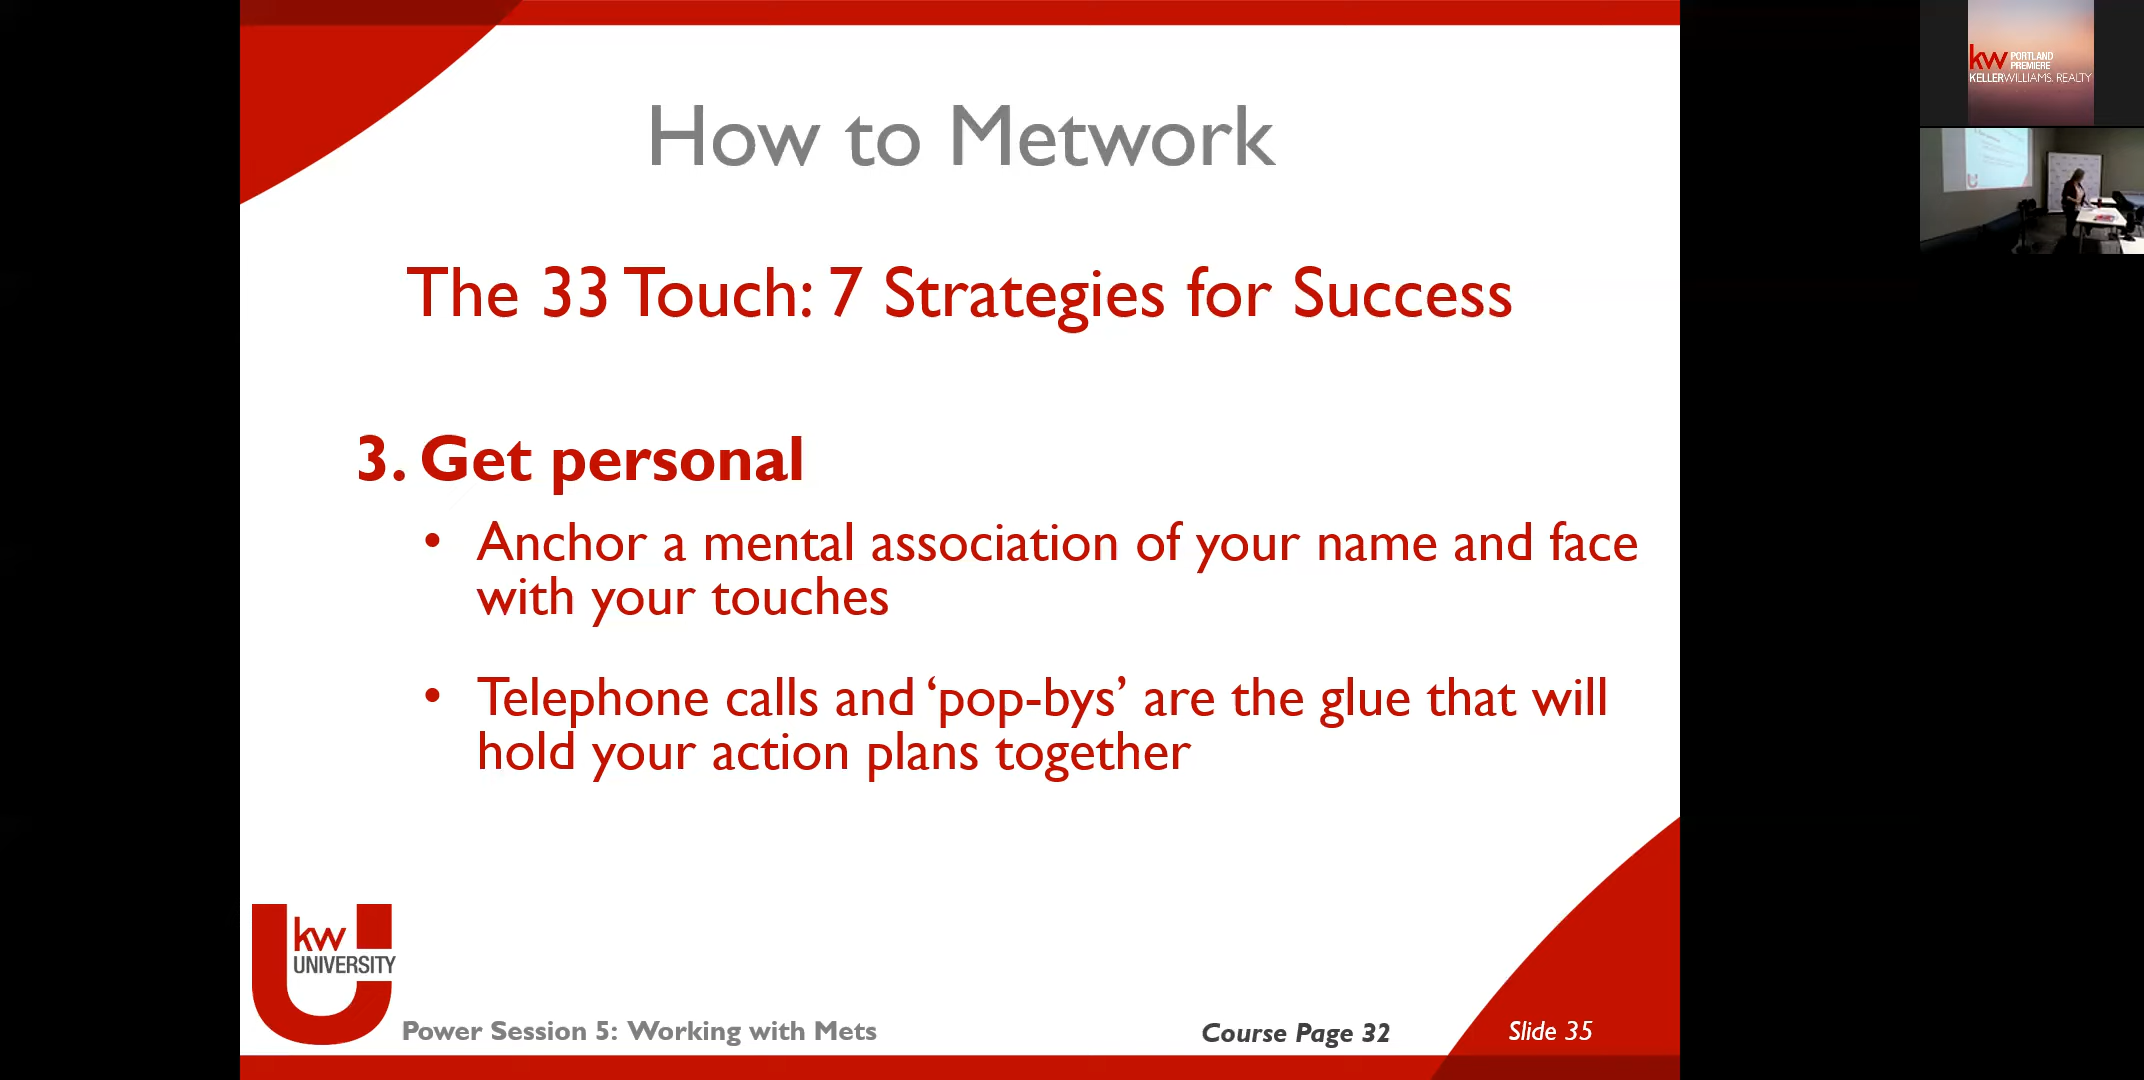 How to Metwork
The 33 Touch: 7 Strategies for Success
3. Get personal
• Anchor a mental association of your name and face
with your touches
• Telephone calls and ‘pop-bys’ are the glue that will
hold your action plans together
kw
UNIVERSITY
Power Session 5: Working with Mets
Course Page 32
Slide 35
kw PORTLAND
PREMIERE
KELLERWILLIAMS. REALTY